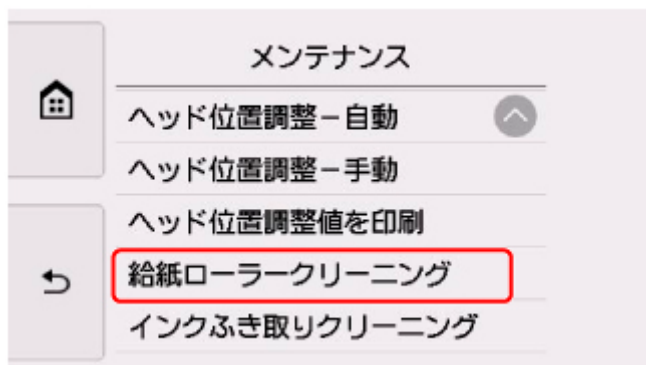 メンテナンス
ヘッド位置調整－自動
ヘッド位置調整－手動
ヘッド位置調整値を印刷
給紙ローラークリーニング
インクふき取りクリーニング